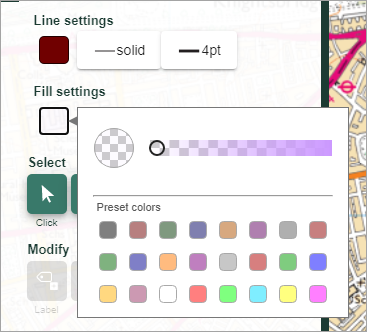 Line settings
solid
4pt
Fill settings
Preset colors
Select
Click
Modify
Label